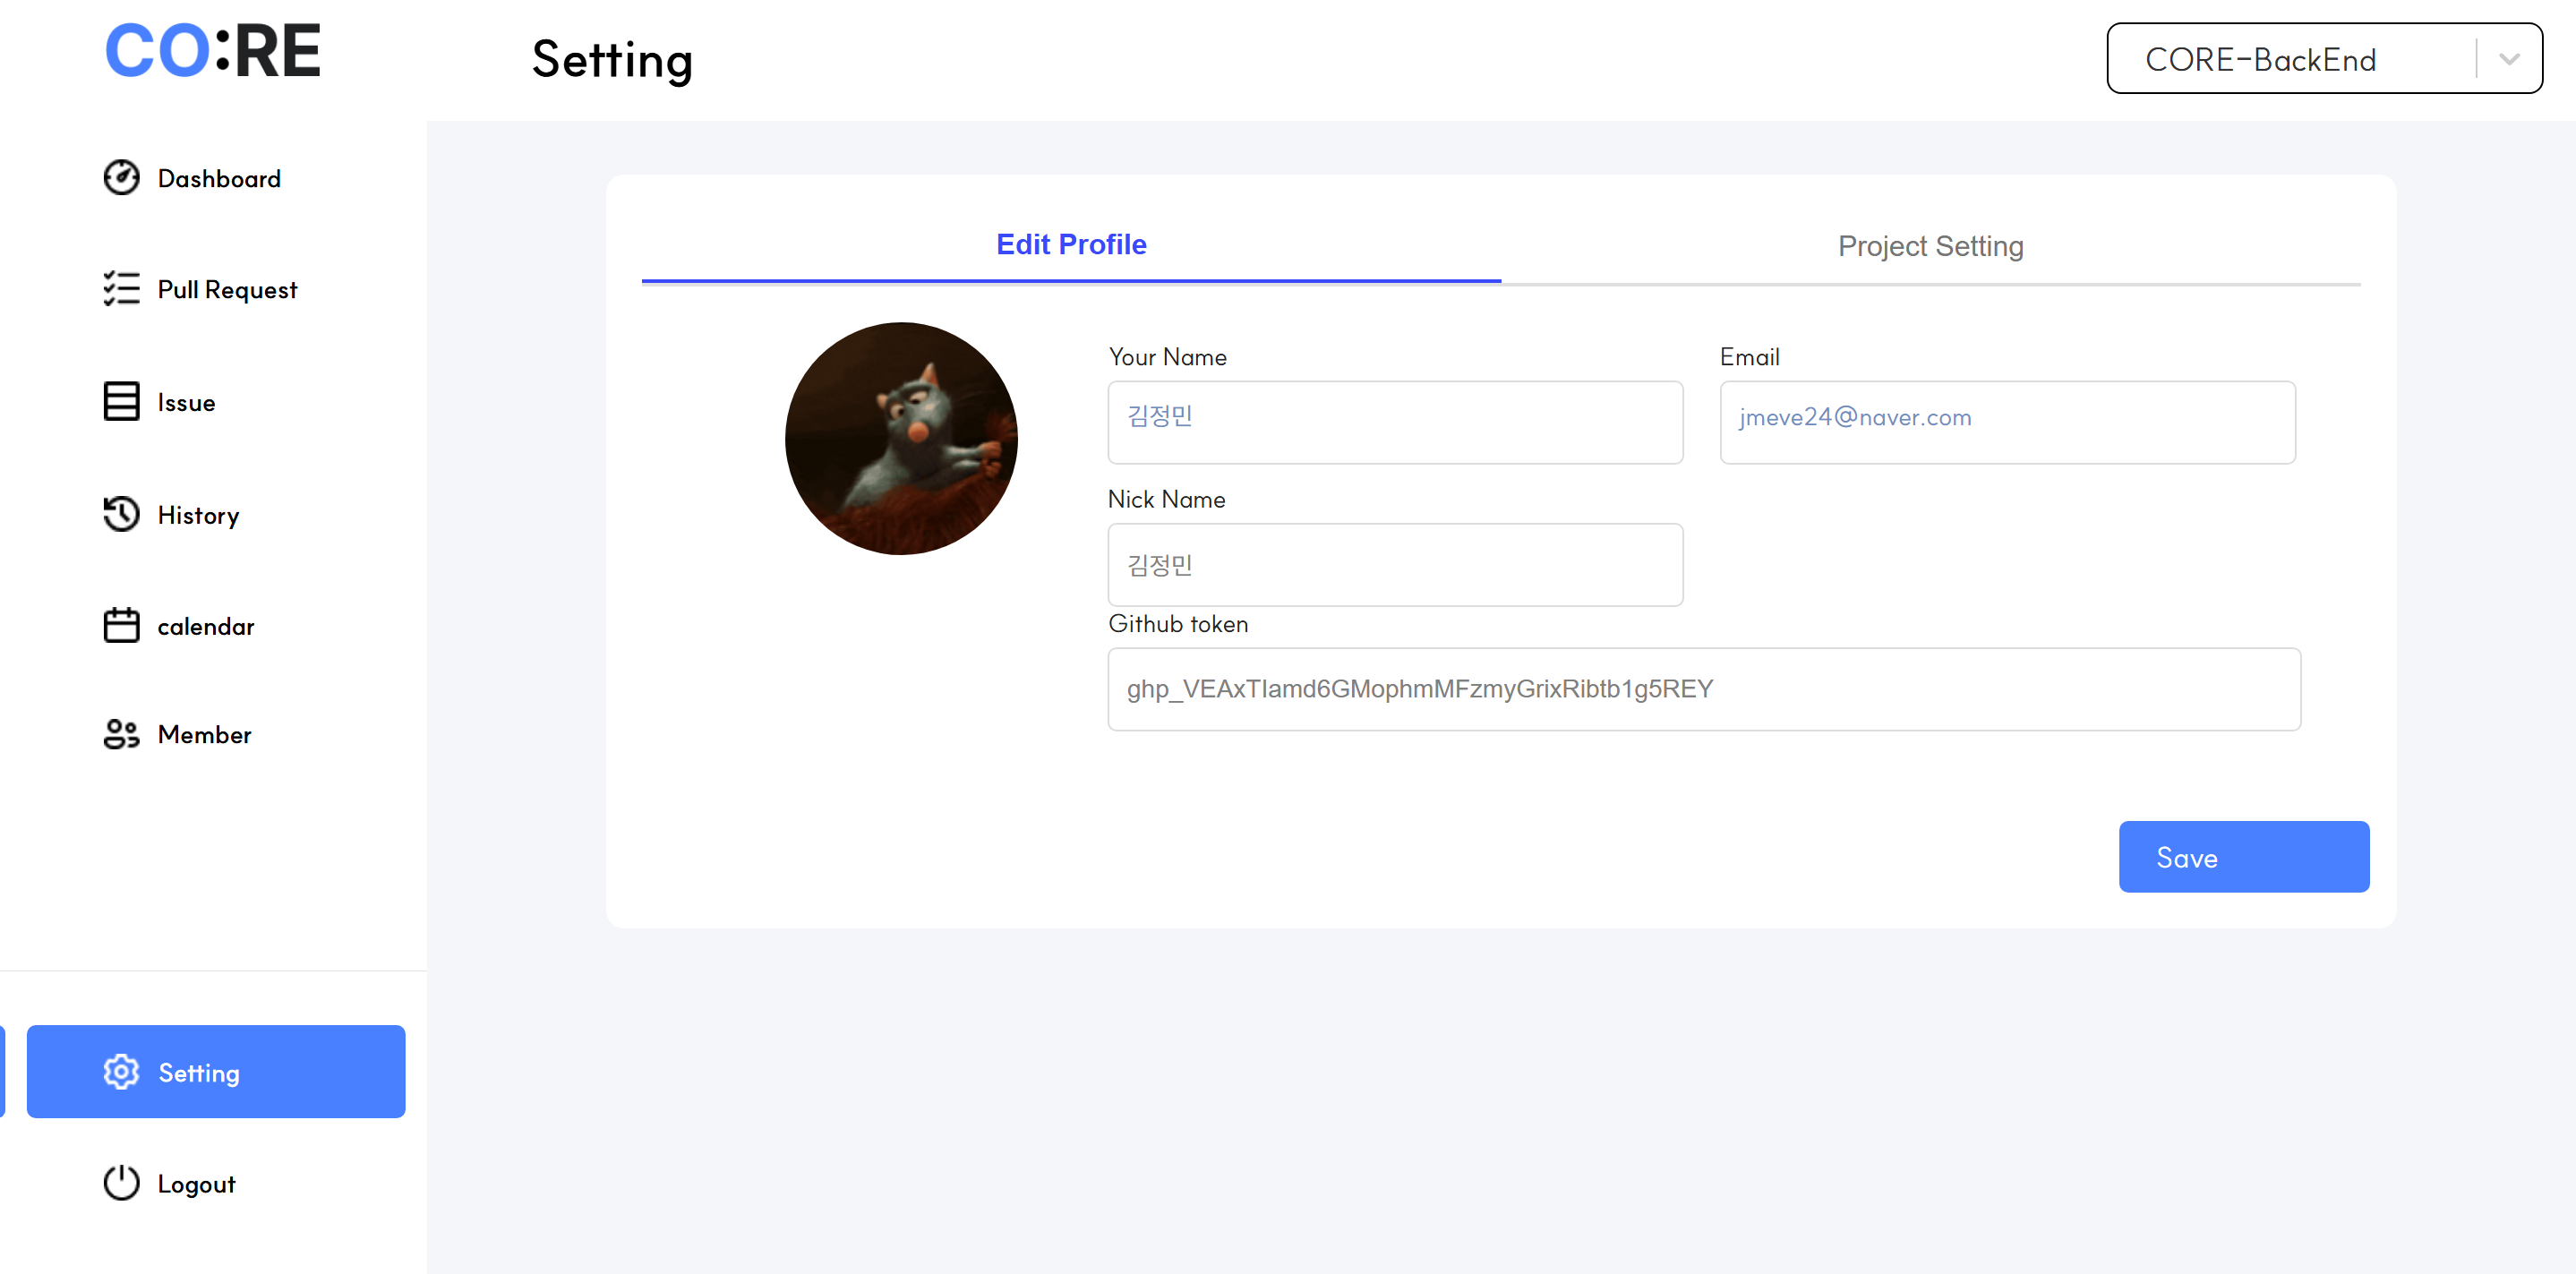 CO:RE
Setting
CORE-BackEnd
Dashboard
Pull Request
Issue
History
calendar
Member
Setting
Logout
Edit Profile
Project Setting
Your Name
Email
김정민
jmeve24@naver.com
Nick Name
김정민
Github token
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
Save